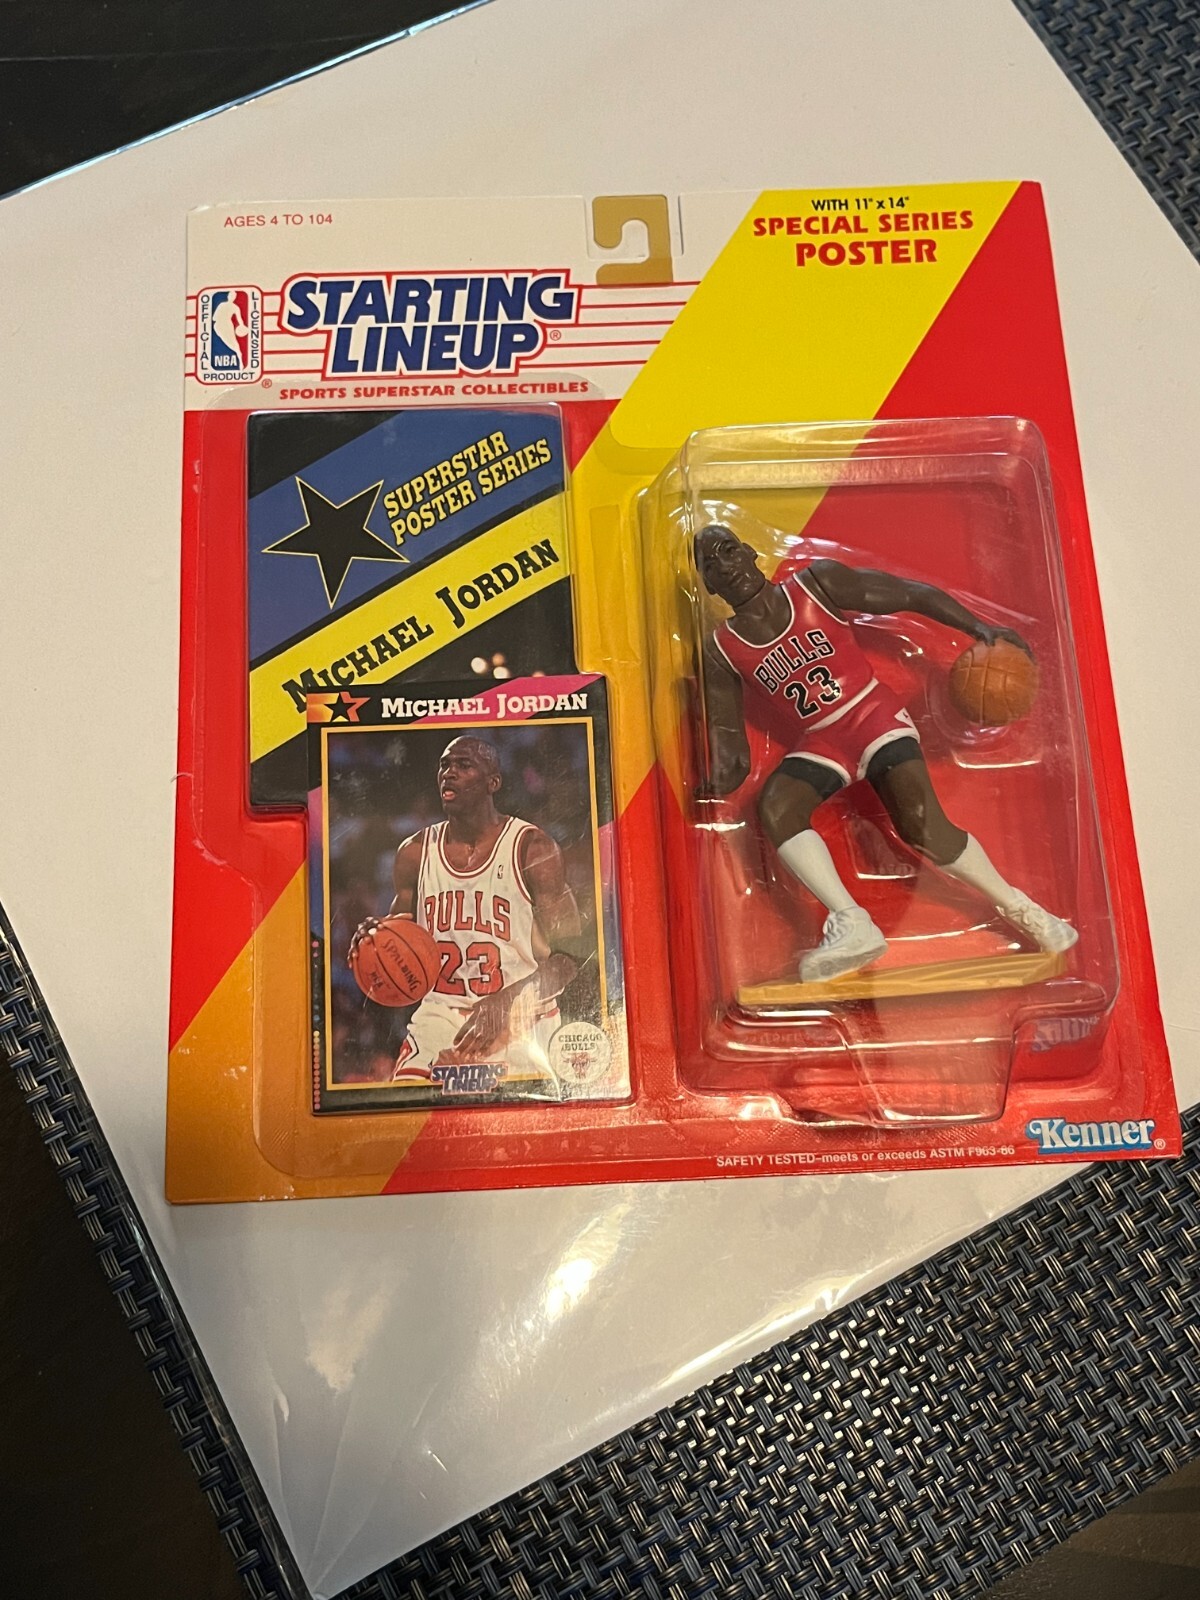 AGES 4 TO 104
WITH 11" x 14"
SPECIAL SERIES
POSTER
OFFICIAL
LICENSED
NBA
PRODUCT
®
STARTING
LINEUP®
SPORTS SUPERSTAR COLLECTIBLES
SUPERSTAR
POSTER SERIES
MICHAEL JORDAN
MICHAEL JORDAN
BULLS
23
SPALDING
CHICAGO
BULLS
STARTING
LINEUP
BULLS
23
Kenner®
SAFETY TESTED–meets or exceeds ASTM F963-86